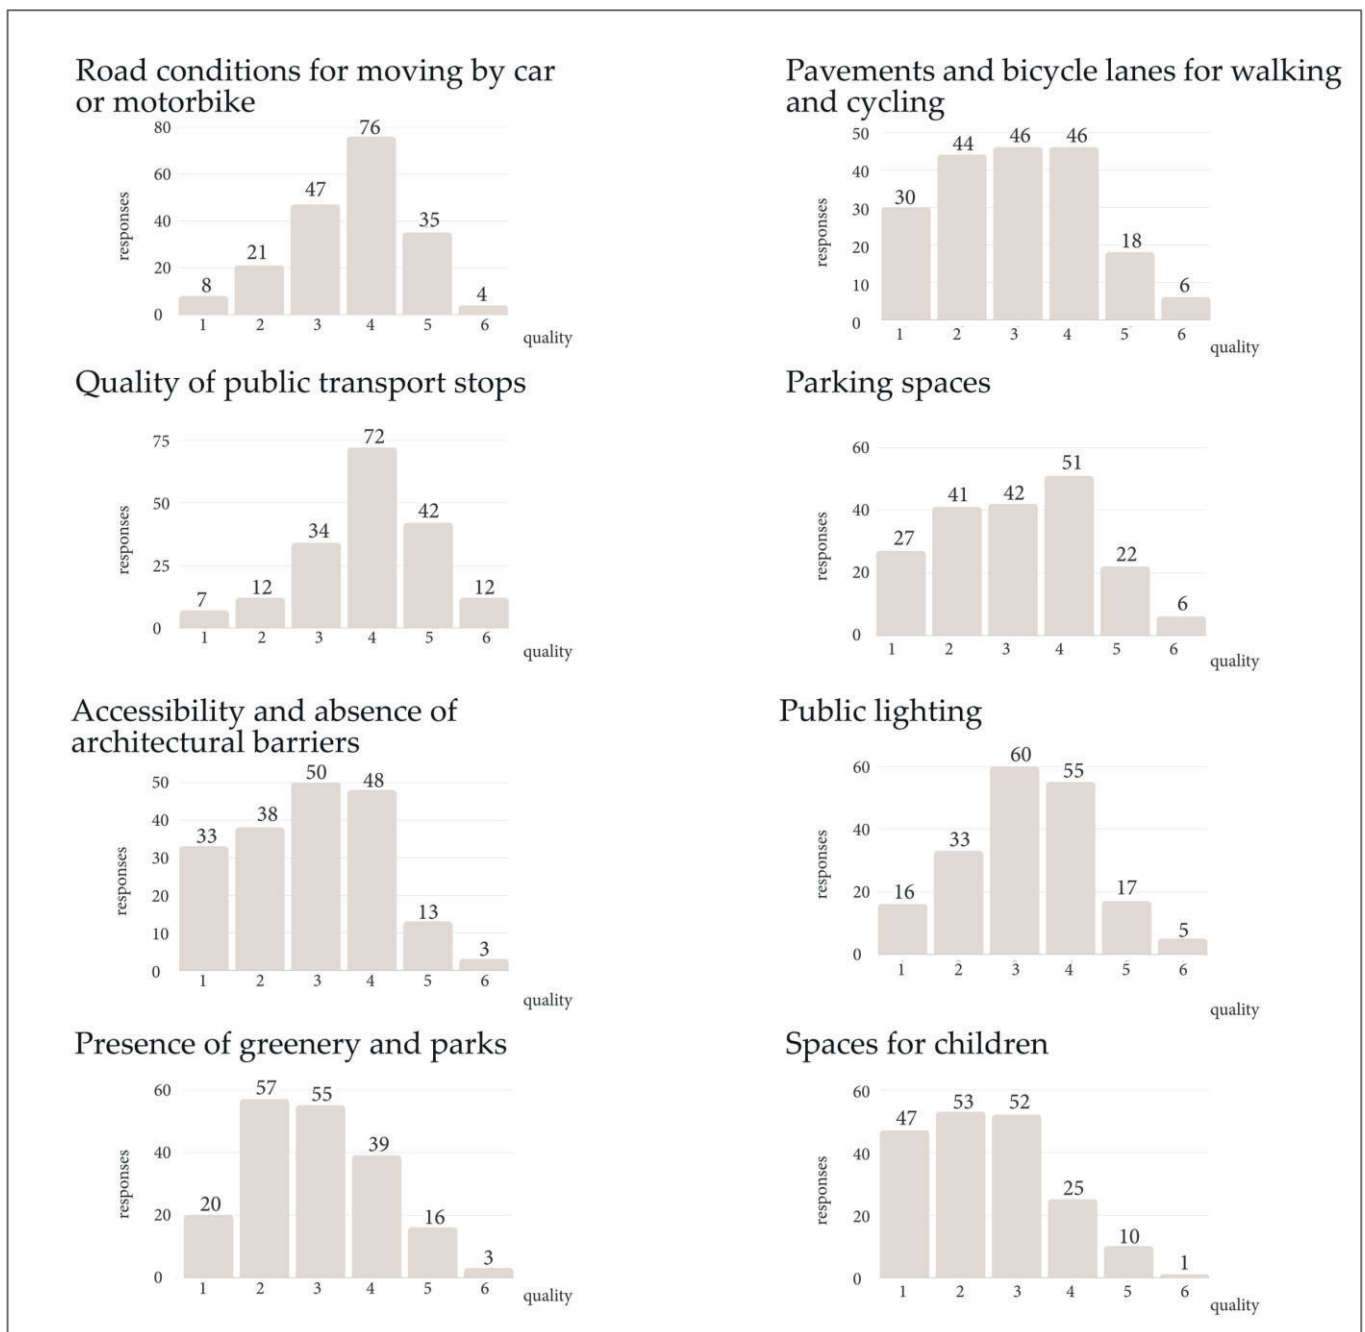 Road conditions for moving by car
or motorbike
80
60
40
20
0
responses
8
21
47
76
35
4
1 2 3 4 5 6
quality
Pavements and bicycle lanes for walking
and cycling
50
40
30
20
10
0
responses
30
44
46
46
18
6
1 2 3 4 5 6
quality
Quality of public transport stops
75
50
25
0
responses
7
12
34
72
42
12
1 2 3 4 5 6
quality
Parking spaces
60
40
20
0
responses
27
41
42
51
22
6
1 2 3 4 5 6
quality
Accessibility and absence of
architectural barriers
50
40
30
20
10
0
responses
33
38
50
48
13
3
1 2 3 4 5 6
quality
Public lighting
60
40
20
0
responses
16
33
60
55
17
5
1 2 3 4 5 6
quality
Presence of greenery and parks
60
40
20
0
responses
20
57
55
39
16
3
1 2 3 4 5 6
quality
Spaces for children
60
40
20
0
responses
47
53
52
25
10
1
1 2 3 4 5 6
quality